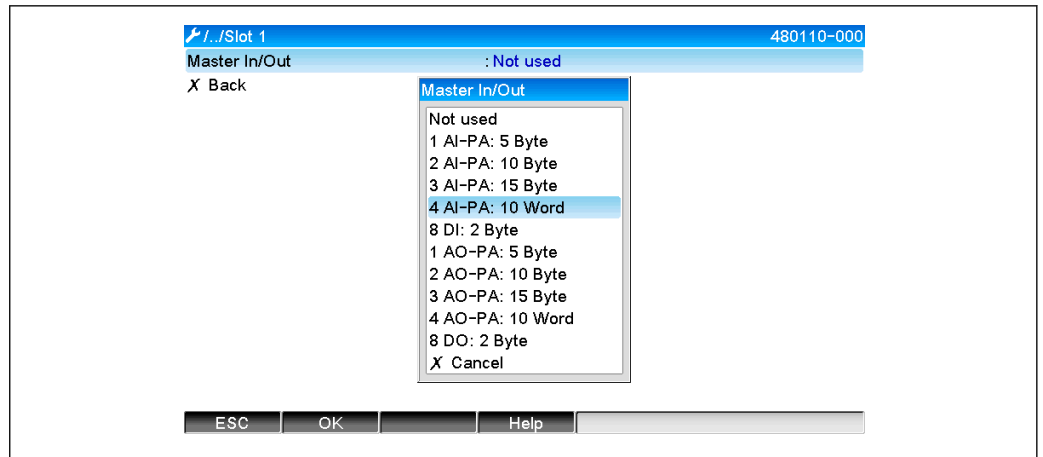 /../Slot 1 480110-000
Master In/Out : Not used
X Back
Master In/Out
Not used
1 AI-PA: 5 Byte
2 AI-PA: 10 Byte
3 AI-PA: 15 Byte
4 AI-PA: 10 Word
8 DI: 2 Byte
1 AO-PA: 5 Byte
2 AO-PA: 10 Byte
3 AO-PA: 15 Byte
4 AO-PA: 10 Word
8 DO: 2 Byte
X Cancel
ESC OK Help